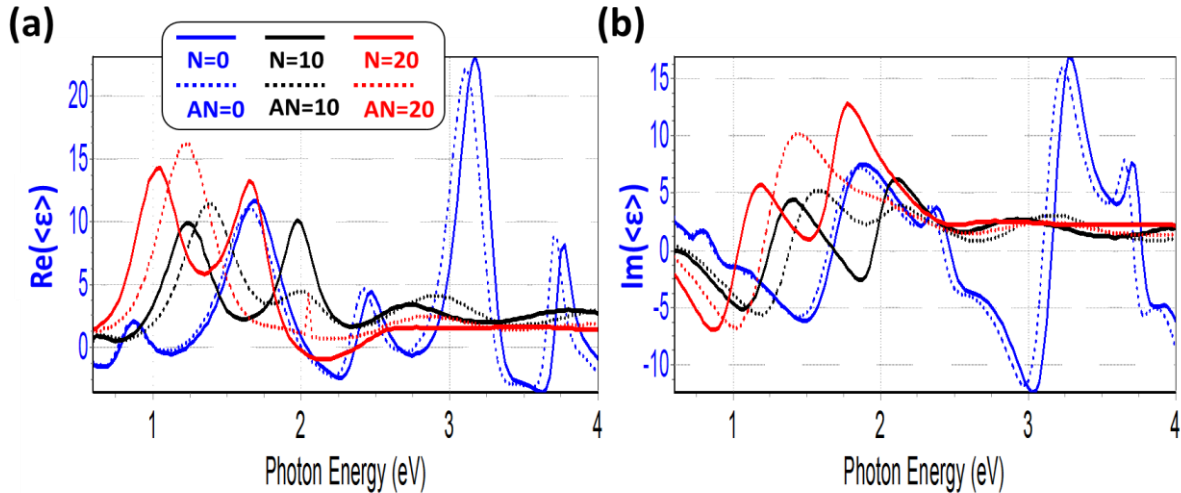 (a)
(b)
N=0 N=10 N=20
AN=0 AN=10 AN=20
20
15
10
5
0
Re(<ε>)
1 2 3 4
Photon Energy (eV)
15
10
5
0
-5
-10
Im(<ε>)
1 2 3 4
Photon Energy (eV)